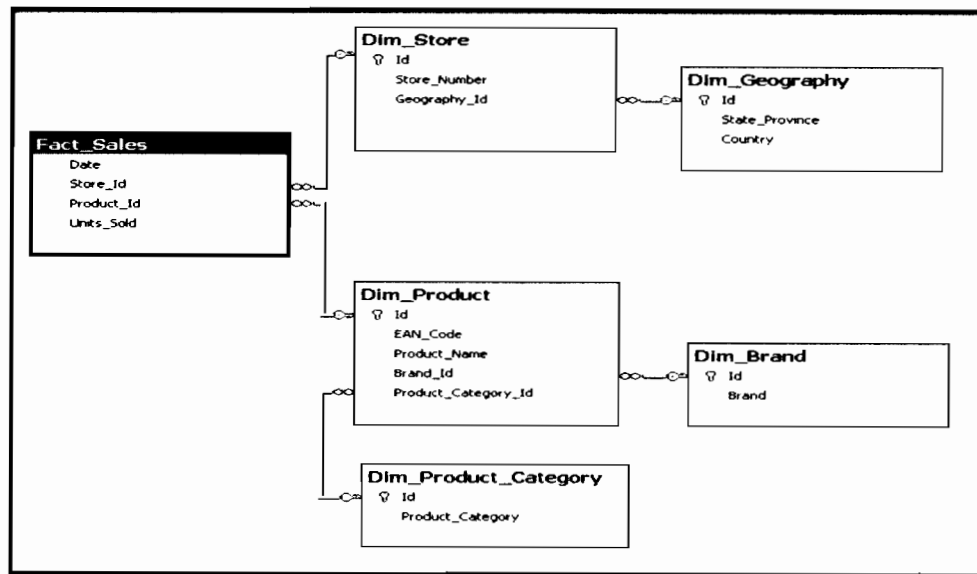 Dim_Store
Id
Store_Number
Geography_Id
Dim_Geography
Id
State_Province
Country
Fact_Sales
Date
Store_Id
Product_Id
Units_Sold
Dim_Product
Id
EAN_Code
Product_Name
Brand_Id
Product_Category_Id
Dim_Brand
Id
Brand
Dim_Product_Category
Id
Product_Category